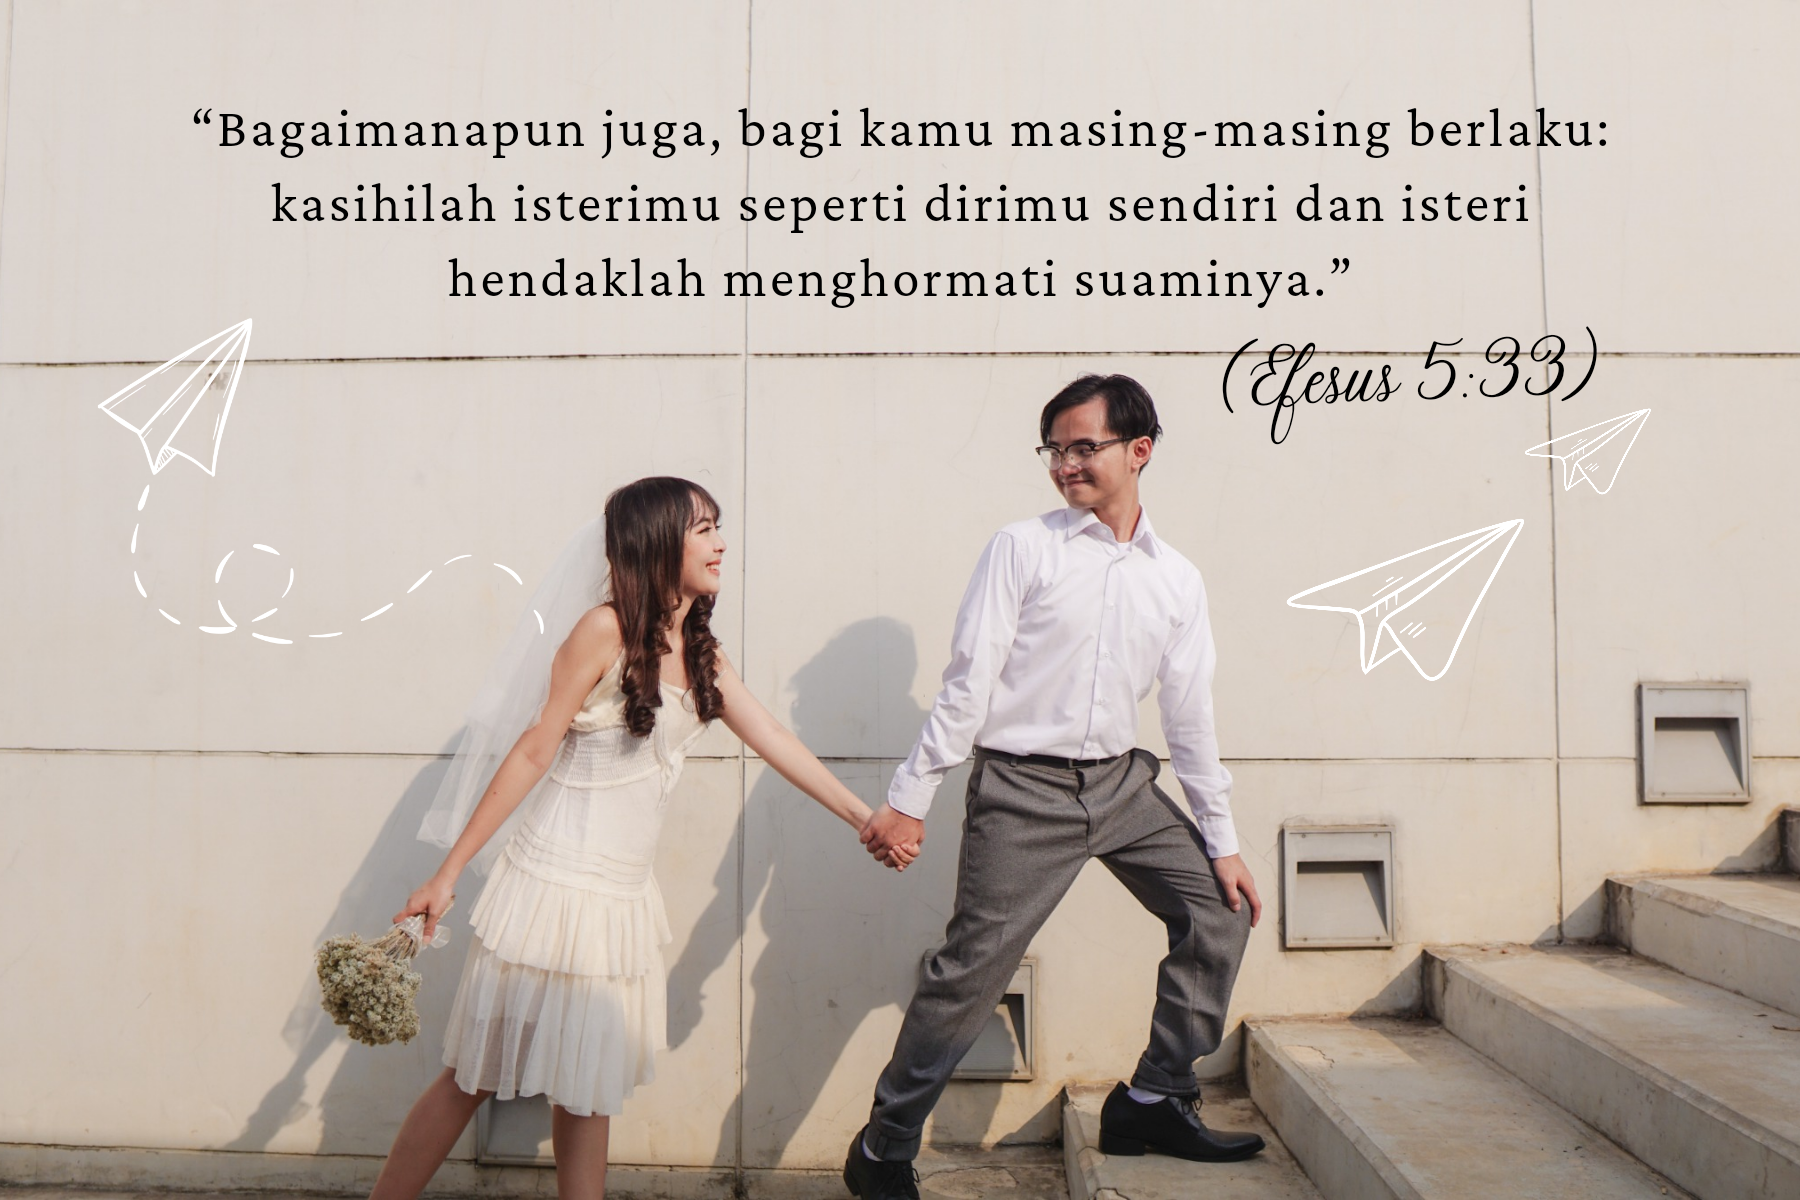 “Bagaimanapun juga, bagi kamu masing-masing berlaku:
kasihilah isterimu seperti dirimu sendiri dan isteri
hendaklah menghormati suaminya.”
(Efesus 5:33)